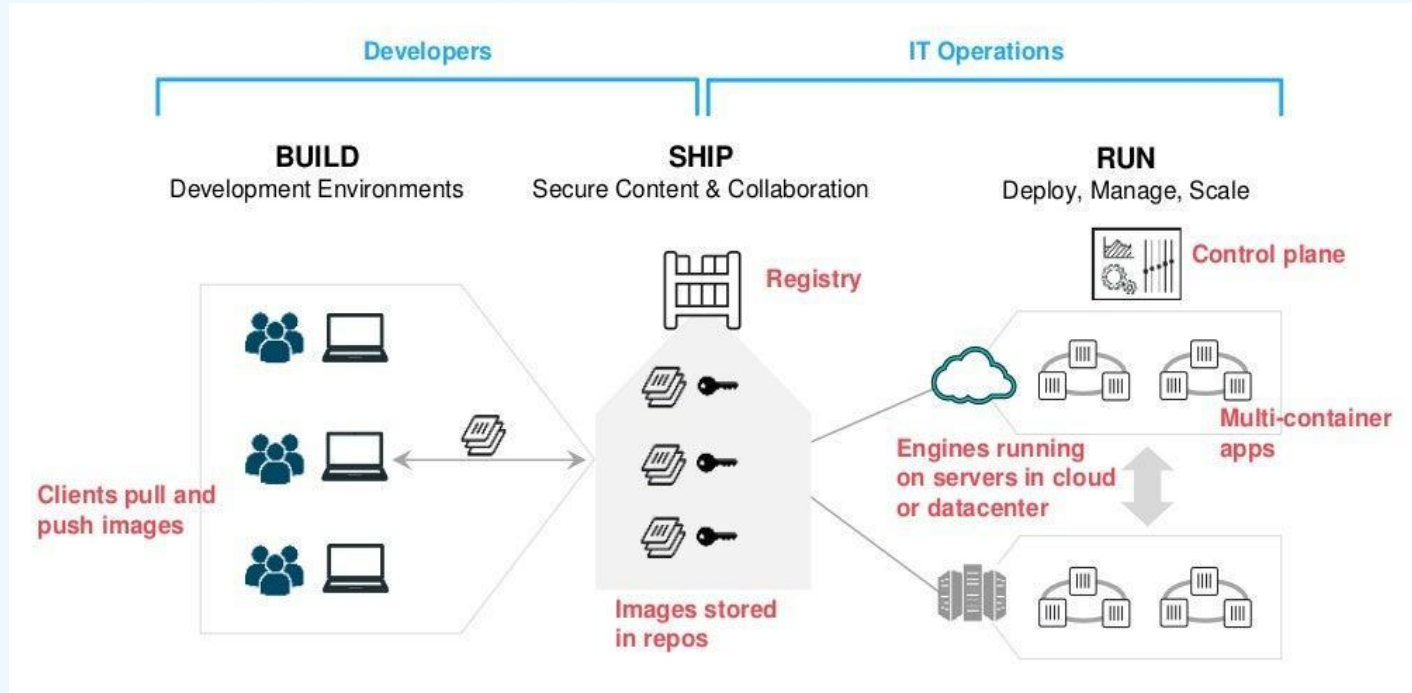 Developers
IT Operations
BUILD
Development Environments
SHIP
Secure Content & Collaboration
RUN
Deploy, Manage, Scale
Registry
Control plane
Clients pull and
push images
Images stored
in repos
Engines running
on servers in cloud
or datacenter
Multi-container
apps